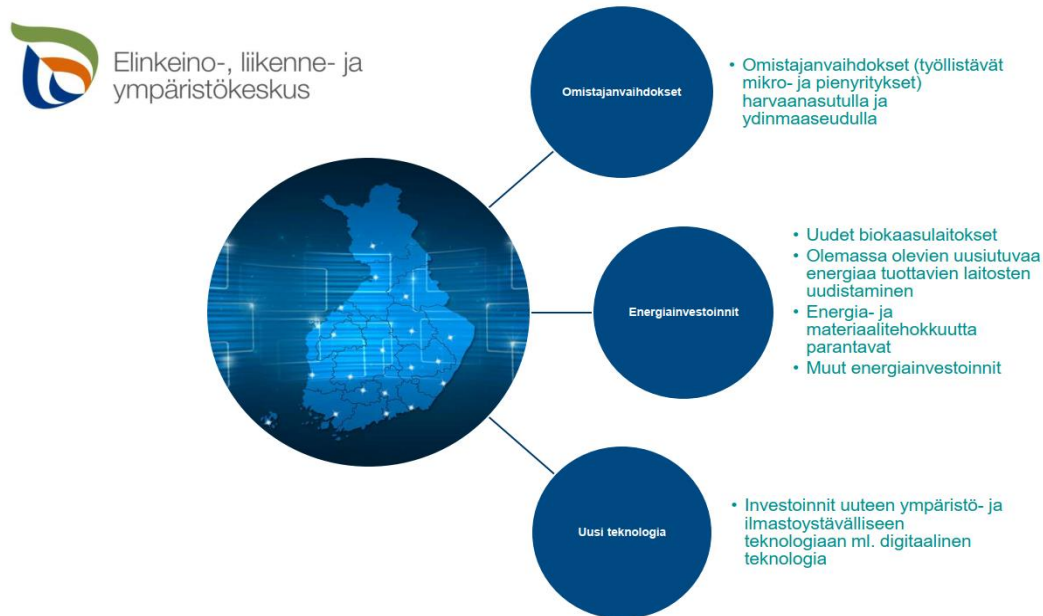 Elinkeino-, liikenne- ja
ympäristökeskus
Omistajanvaihdokset
• Omistajanvaihdokset (työllistävät
mikro- ja pienyritykset)
harvaanasutulla ja
ydinmaaseudulla
Energiainvestoinnit
• Uudet biokaasulaitokset
• Olemassa olevien uusiutuvaa
energiaa tuottavien laitosten
uudistaminen
• Energia- ja
materiaalitehokkuutta
parantavat
• Muut energiainvestoinnit
Uusi teknologia
• Investoinnit uuteen ympäristö- ja
ilmastoystävälliseen
teknologiaan ml. digitaalinen
teknologia